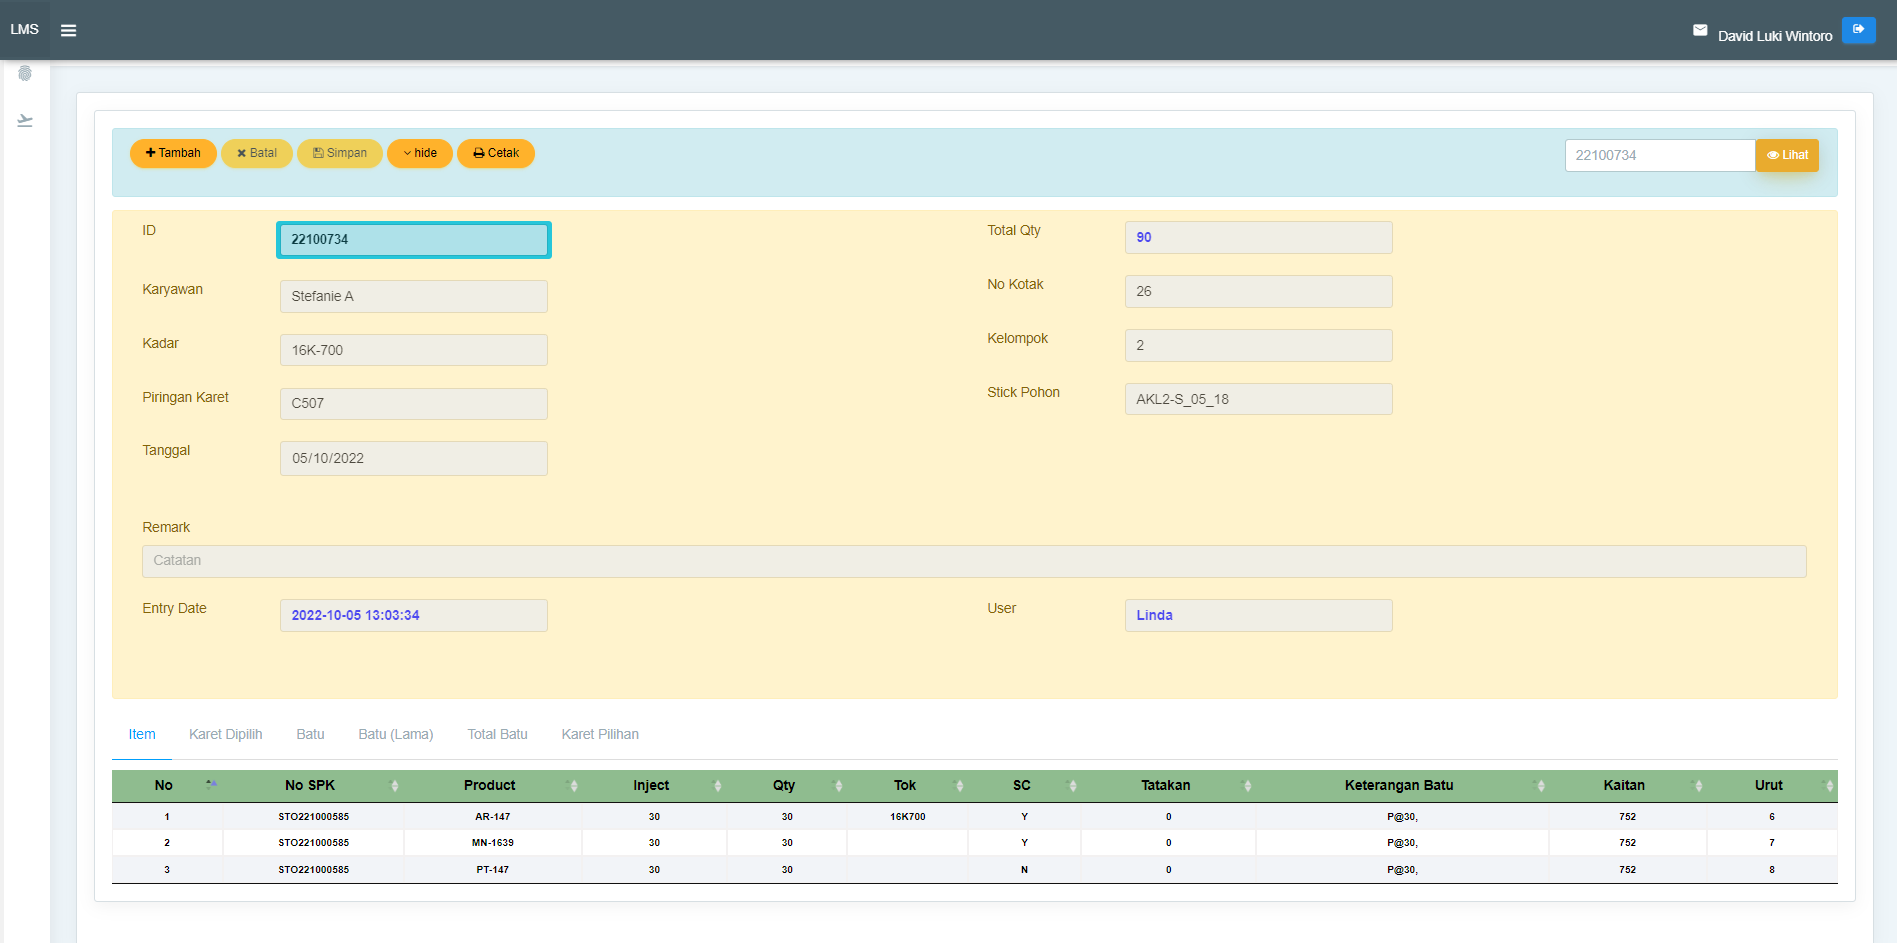 LMS
David Luki Wintoro
Tambah Batal Simpan hide Cetak
22100734 Lihat
ID 22100734 Total Qty 90
Karyawan Stefanie A No Kotak 26
Kadar 16K-700 Kelompok 2
Piringan Karet C507 Stick Pohon AKL2-S_05_18
Tanggal 05/10/2022
Remark
Catatan
Entry Date 2022-10-05 13:03:34 User Linda
Item Karet Dipilih Batu Batu (Lama) Total Batu Karet Pilihan
No No SPK Product Inject Qty Tok SC Tatakan Keterangan Batu Kaitan Urut
1 STO221000585 AR-147 30 30 16K700 Y 0 P@30, 752 6
2 STO221000585 MN-1639 30 30 Y 0 P@30, 752 7
3 STO221000585 PT-147 30 30 N 0 P@30, 752 8